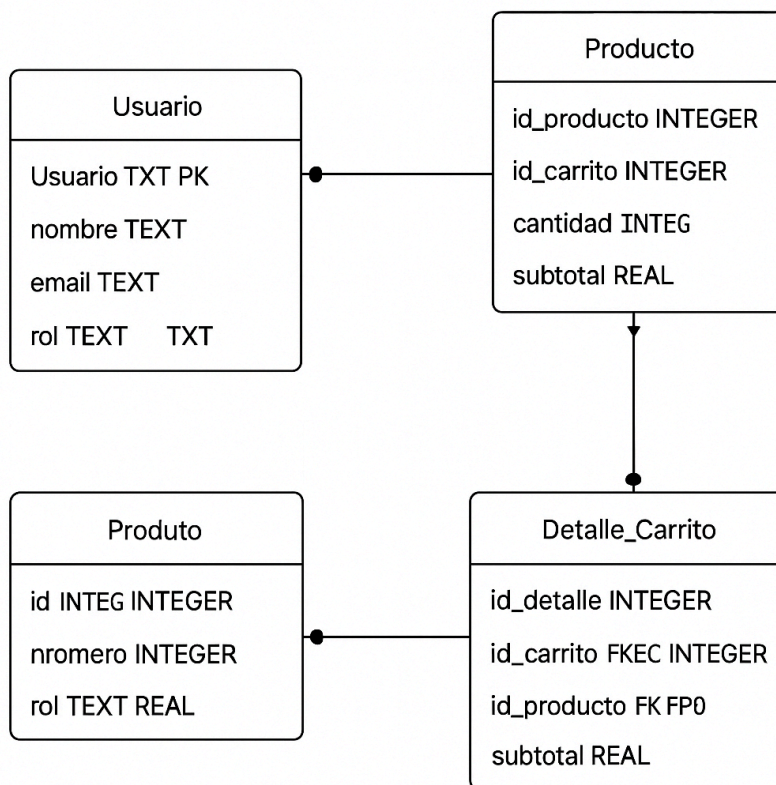 Usuario
Usuario TXT PK
nombre TEXT
email TEXT
rol TEXT TXT
Producto
id_producto INTEGER
id_carrito INTEGER
cantidad INTEG
subtotal REAL
Produto
id INTEG INTEGER
nromero INTEGER
rol TEXT REAL
Detalle_Carrito
id_detalle INTEGER
id_carrito FKEC INTEGER
id_producto FK FP0
subtotal REAL